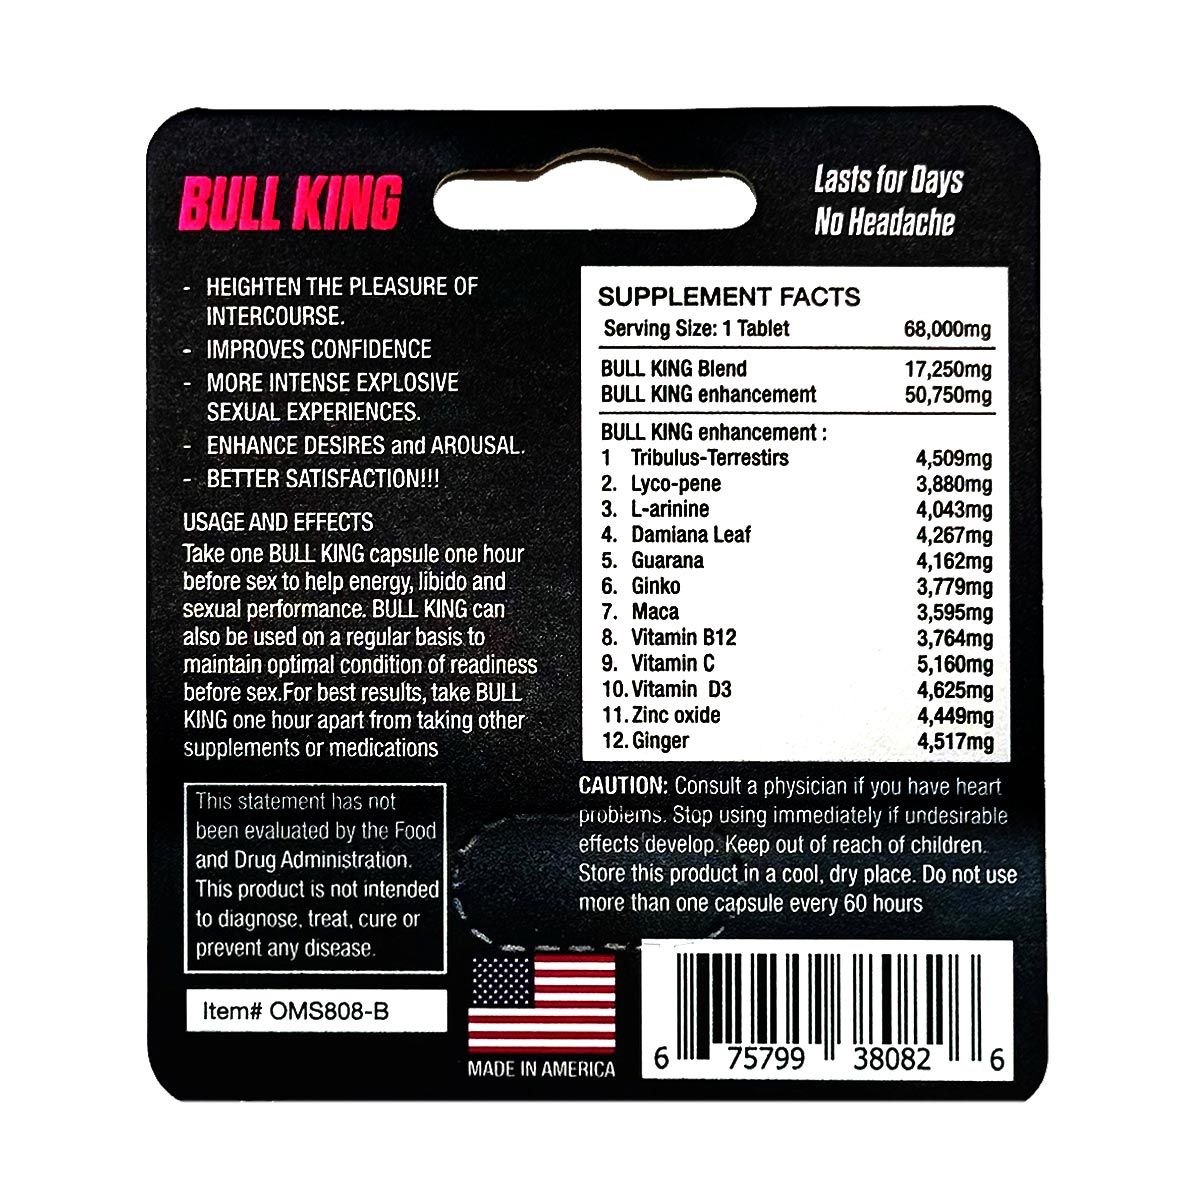 BULL KING
Lasts for Days
No Headache
- HEIGHTEN THE PLEASURE OF
INTERCOURSE.
- IMPROVES CONFIDENCE
- MORE INTENSE EXPLOSIVE
SEXUAL EXPERIENCES.
- ENHANCE DESIRES and AROUSAL.
- BETTER SATISFACTION!!!
USAGE AND EFFECTS
Take one BULL KING capsule one hour
before sex to help energy, libido and
sexual performance. BULL KING can
also be used on a regular basis to
maintain optimal condition of readiness
before sex.For best results, take BULL
KING one hour apart from taking other
supplements or medications
This statement has not
been evaluated by the Food
and Drug Administration.
This product is not intended
to diagnose, treat, cure or
prevent any disease.
Item# OMS808-B
SUPPLEMENT FACTS
Serving Size: 1 Tablet 68,000mg
BULL KING Blend 17,250mg
BULL KING enhancement 50,750mg
BULL KING enhancement :
1 Tribulus-Terrestirs 4,509mg
2. Lyco-pene 3,880mg
3. L-arinine 4,043mg
4. Damiana Leaf 4,267mg
5. Guarana 4,162mg
6. Ginko 3,779mg
7. Maca 3,595mg
8. Vitamin B12 3,764mg
9. Vitamin C 5,160mg
10. Vitamin D3 4,625mg
11. Zinc oxide 4,449mg
12. Ginger 4,517mg
CAUTION: Consult a physician if you have heart
problems. Stop using immediately if undesirable
effects develop. Keep out of reach of children.
Store this product in a cool, dry place. Do not use
more than one capsule every 60 hours
MADE IN AMERICA
6 75799 38082 6